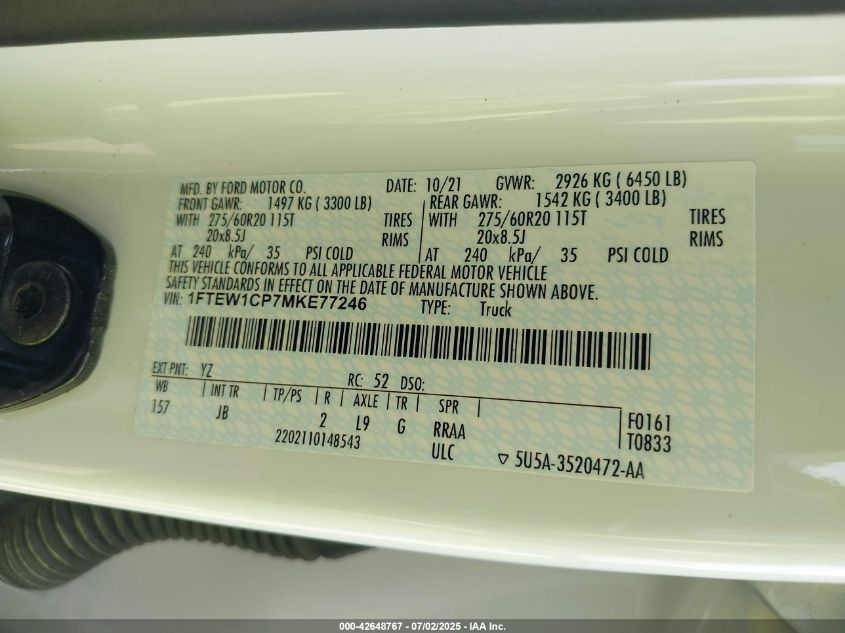 MFD. BY FORD MOTOR CO. DATE: 10/21 GVWR: 2926 KG ( 6450 LB)
FRONT GAWR: 1497 KG ( 3300 LB) REAR GAWR: 1542 KG ( 3400 LB)
WITH 275/60R20 115T TIRES WITH 275/60R20 115T TIRES
20x8.5J RIMS 20x8.5J RIMS
AT 240 kPa/ 35 PSI COLD AT 240 kPa/ 35 PSI COLD
THIS VEHICLE CONFORMS TO ALL APPLICABLE FEDERAL MOTOR VEHICLE
SAFETY STANDARDS IN EFFECT ON THE DATE OF MANUFACTURE SHOWN ABOVE.
VIN: 1FTEW1CP7MKE77246 TYPE: Truck
EXT PNT: YZ RC: 52 DSO:
WB INT TR TP/PS R AXLE TR SPR
157 JB 2 L9 G RRAA F0161
2202110148543 ULC T0833
5U5A-3520472-AA
000-42648767 - 07/02/2025 - IAA Inc.